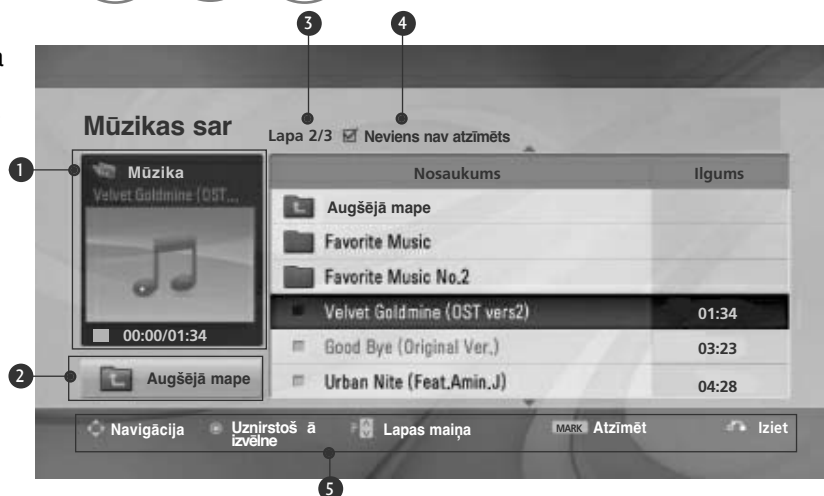 3 4
Mūzikas sar
Lapa 2/3 Neviens nav atzīmēts
1
Mūzika
Velvet Goldmine (OST...
00:00/01:34
2
Augšējā mape
Nosaukums Ilgums
Augšējā mape
Favorite Music
Favorite Music No.2
Velvet Goldmine (OST vers2) 01:34
Good Bye (Original Ver.) 03:23
Urban Nite (Feat.Amin.J) 04:28
Navigācija Uznirstoš ā izvēlne P Lapas maiņa MARK Atzīmēt Iziet
5